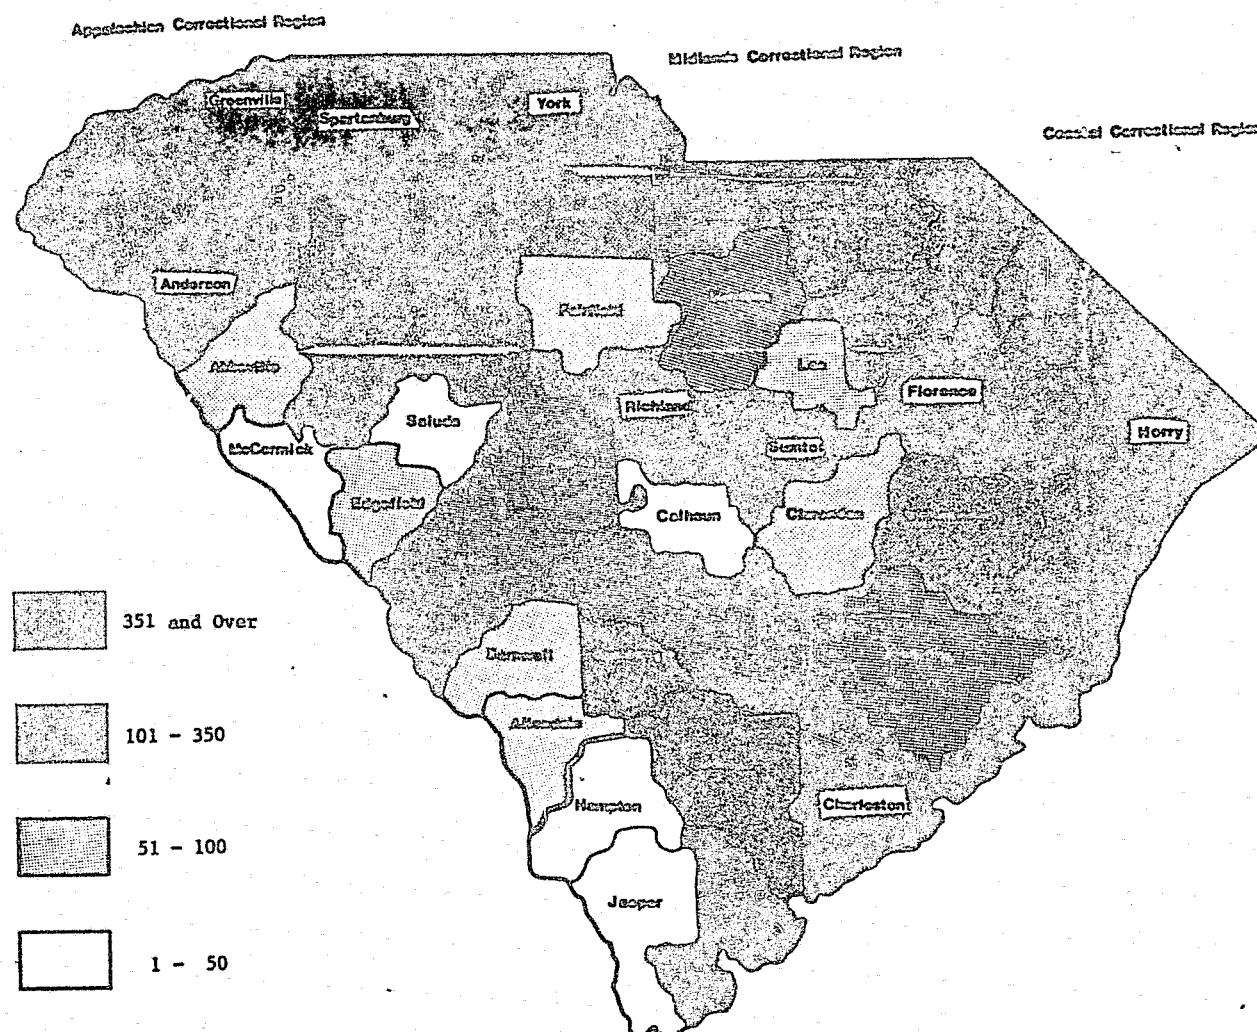 Appalachian Correctional Region
Midlands Correctional Region
Coastal Correctional Region
Greenville
Spartanburg
York
Anderson
Fairfield
Abbeville
Lee
Richland
Florence
Saluda
McCormick
Sumter
Horry
Edgefield
Calhoun
Clarendon
351 and Over
Barnwell
Allendale
101 - 350
Hampton
Charleston
51 - 100
Jasper
1 - 50